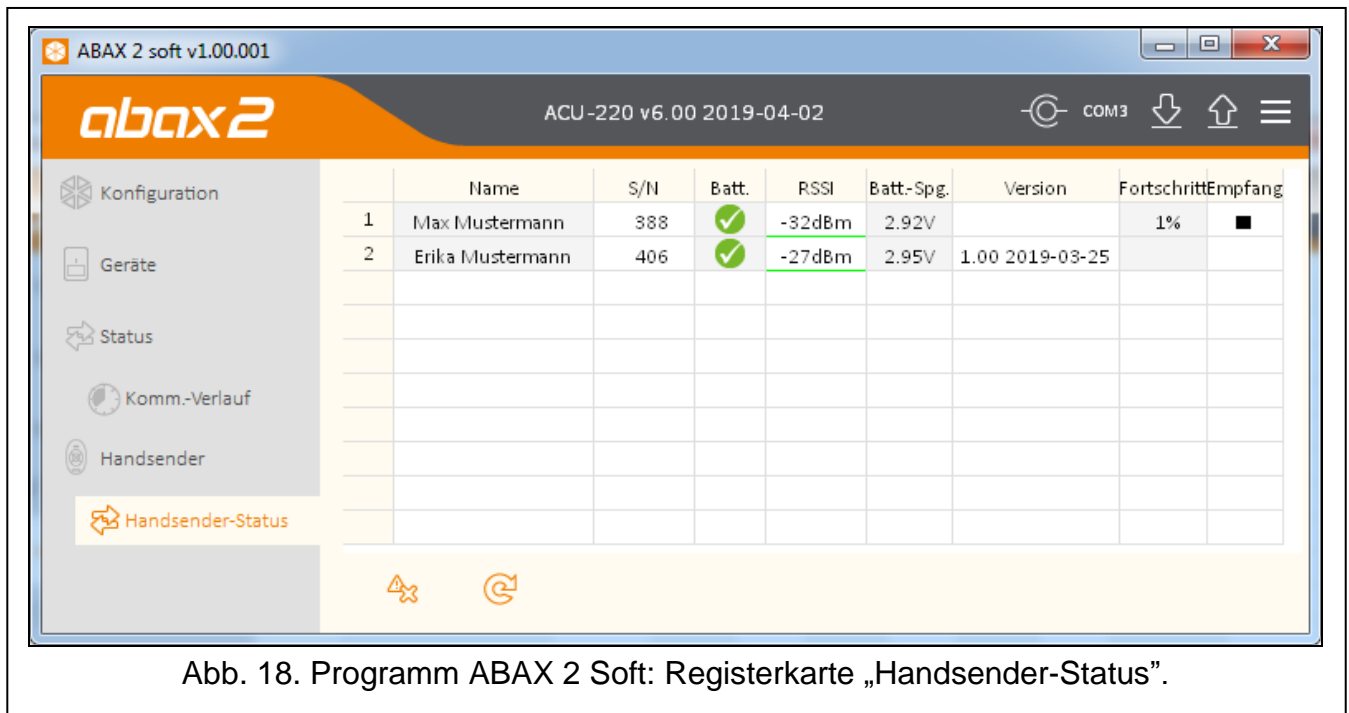 ABAX 2 soft v1.00.001
abax2
ACU-220 v6.00 2019-04-02
COM3
Konfiguration
Geräte
Status
Komm.-Verlauf
Handsender
Handsender-Status
Name S/N Batt. RSSI Batt.-Spg. Version Fortschritt Empfang
1 Max Mustermann 388 -32dBm 2.92V 1%
2 Erika Mustermann 406 -27dBm 2.95V 1.00 2019-03-25
Abb. 18. Programm ABAX 2 Soft: Registerkarte „Handsender-Status”.